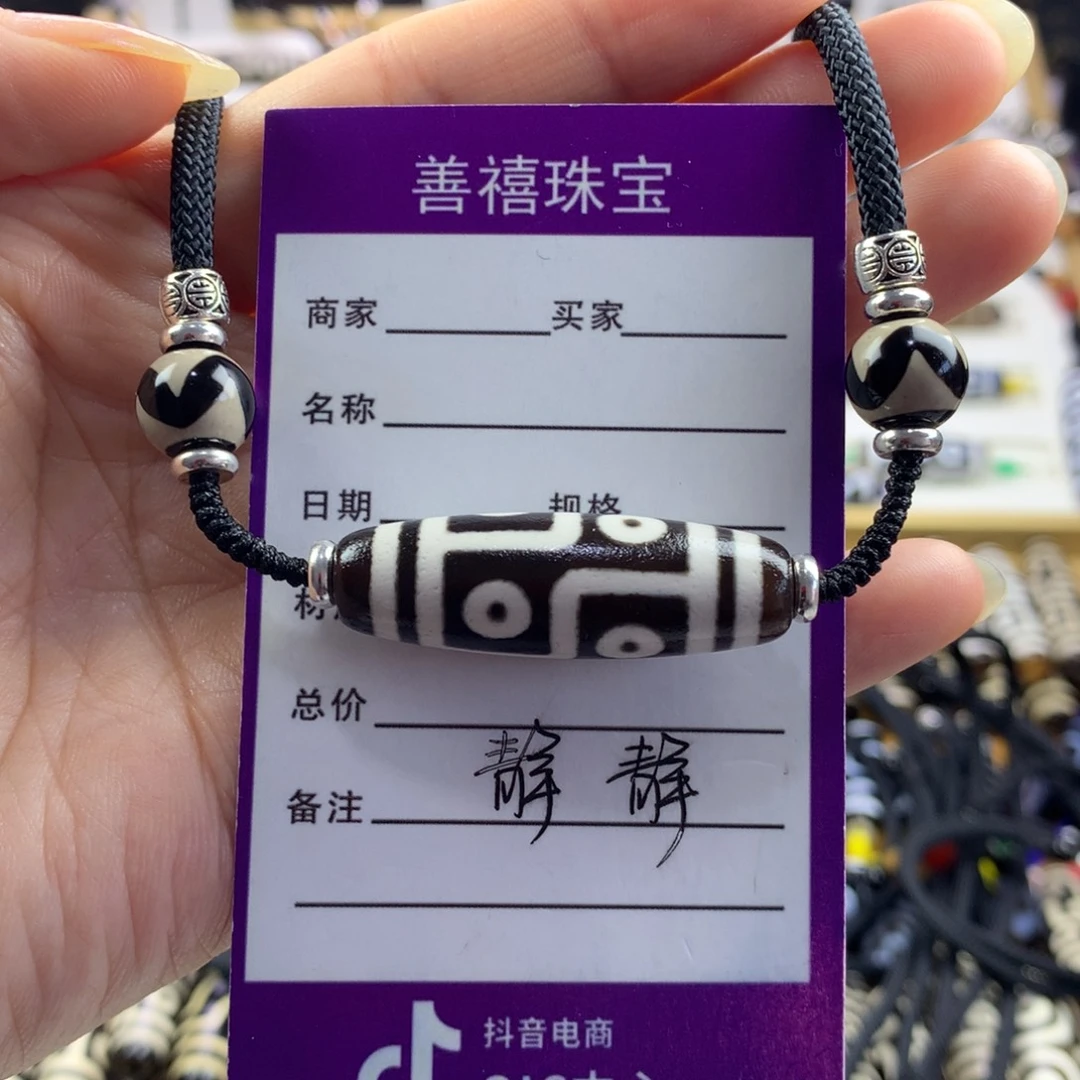 善禧珠宝
商家 买家
名称
日期 规格
总价
静 静
备注
抖音电商